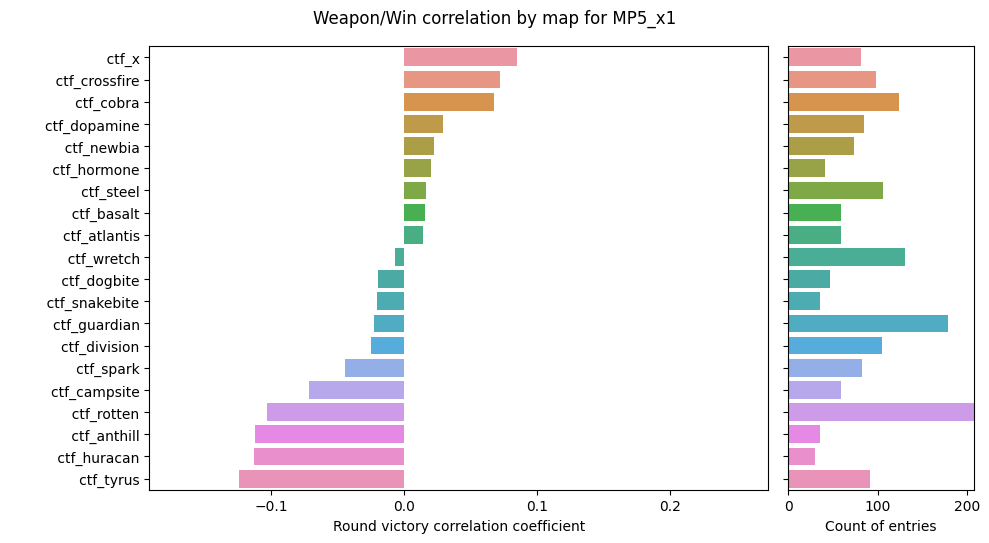 Weapon/Win correlation by map for MP5_x1
ctf_x
ctf_crossfire
ctf_cobra
ctf_dopamine
ctf_newbia
ctf_hormone
ctf_steel
ctf_basalt
ctf_atlantis
ctf_wretch
ctf_dogbite
ctf_snakebite
ctf_guardian
ctf_division
ctf_spark
ctf_campsite
ctf_rotten
ctf_anthill
ctf_huracan
ctf_tyrus
−0.1 0.0 0.1 0.2
Round victory correlation coefficient
0 100 200
Count of entries